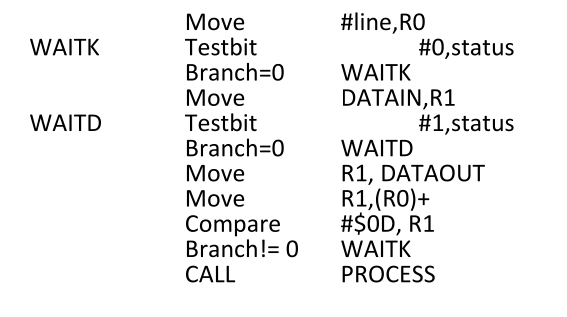 Move #line,R0
WAITK Testbit #0,status
Branch=0 WAITK
Move DATAIN,R1
WAITD Testbit #1,status
Branch=0 WAITD
Move R1, DATAOUT
Move R1,(R0)+
Compare #$0D, R1
Branch!= 0 WAITK
CALL PROCESS